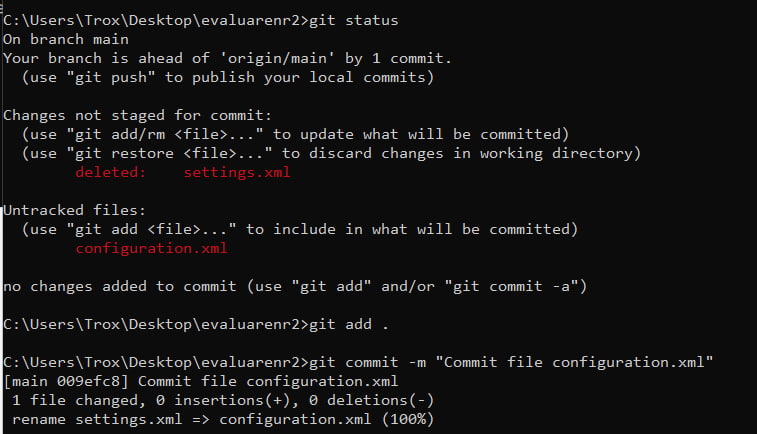 C:\Users\Trox\Desktop\evaluarenr2>git status
On branch main
Your branch is ahead of 'origin/main' by 1 commit.
  (use "git push" to publish your local commits)
Changes not staged for commit:
  (use "git add/rm <file>..." to update what will be committed)
  (use "git restore <file>..." to discard changes in working directory)
        deleted:    settings.xml
Untracked files:
  (use "git add <file>..." to include in what will be committed)
        configuration.xml
no changes added to commit (use "git add" and/or "git commit -a")
C:\Users\Trox\Desktop\evaluarenr2>git add .
C:\Users\Trox\Desktop\evaluarenr2>git commit -m "Commit file configuration.xml"
[main 009efc8] Commit file configuration.xml
 1 file changed, 0 insertions(+), 0 deletions(-)
 rename settings.xml => configuration.xml (100%)